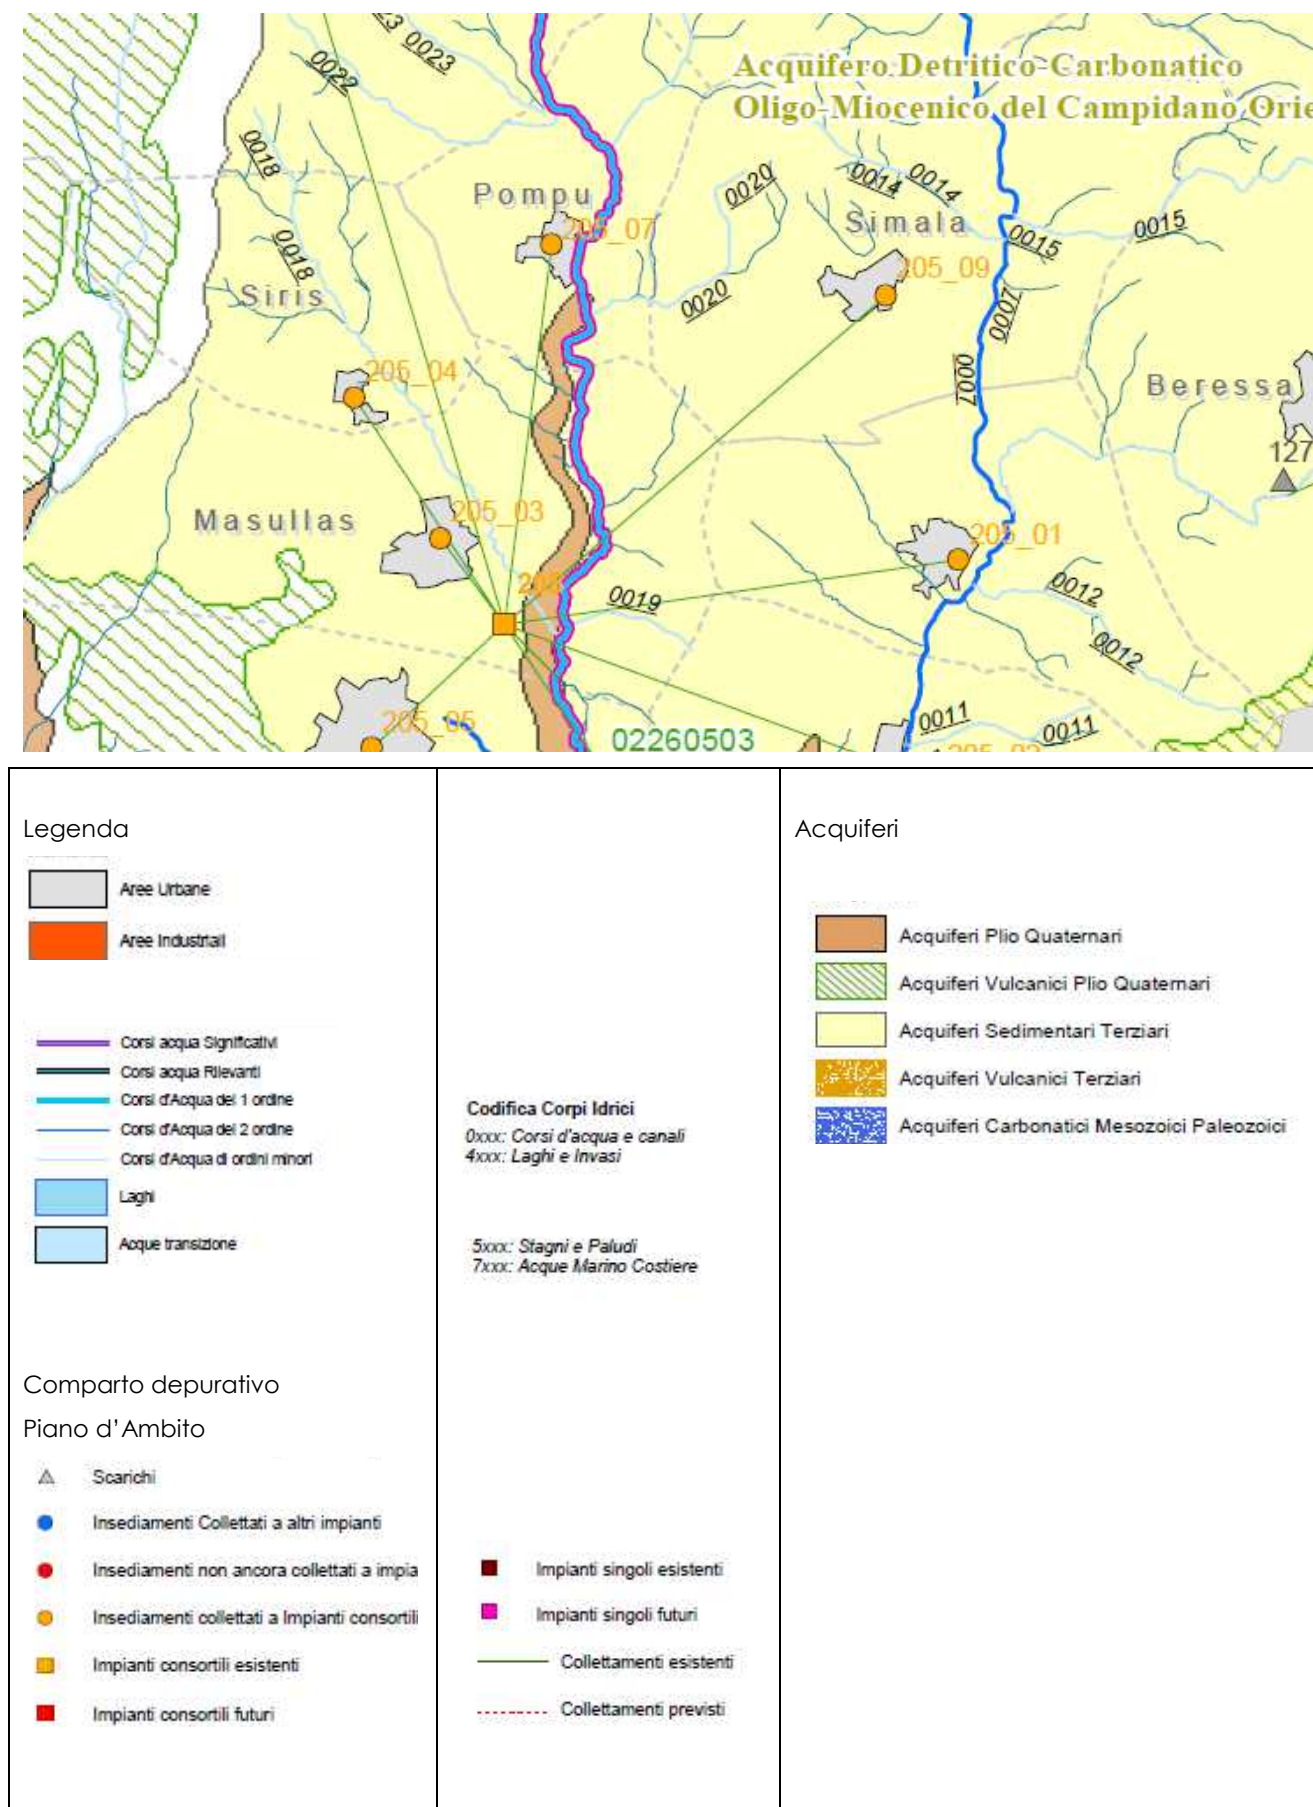 0023
23
0022
Acquifero Detritico-Carbonatico
Oligo-Miocenico del Campidano Orie
0018
0018
Pompu
205_07
0020
0020
0014
0014
Simala
205_09
0015
0015
0007
0007
Siris
205_04
Beressa
127
Masullas
205_03
205_01
205
0019
0012
0012
205_05
02260503
0011
0011
205_02
Legenda
Aree Urbane
Aree Industriali
Corsi acqua Significativi
Corsi acqua Rilevanti
Corsi d'Acqua del 1 ordine
Corsi d'Acqua del 2 ordine
Corsi d'Acqua di ordini minori
Laghi
Acque transizione
Comparto depurativo
Piano d’Ambito
Scarichi
Insediamenti Collettati a altri impianti
Insediamenti non ancora collettati a impia
Insediamenti collettati a Impianti consortili
Impianti consortili esistenti
Impianti consortili futuri
Codifica Corpi Idrici
0xxx: Corsi d'acqua e canali
4xxx: Laghi e Invasi
5xxx: Stagni e Paludi
7xxx: Acque Marino Costiere
Impianti singoli esistenti
Impianti singoli futuri
Collettamenti esistenti
Collettamenti previsti
Acquiferi
Acquiferi Plio Quaternari
Acquiferi Vulcanici Plio Quaternari
Acquiferi Sedimentari Terziari
Acquiferi Vulcanici Terziari
Acquiferi Carbonatici Mesozoici Paleozoici